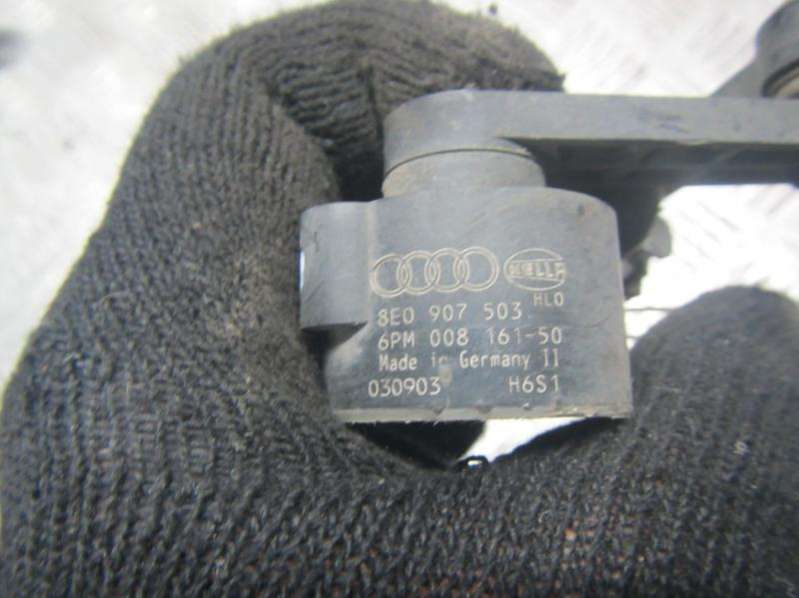 HELLA
HLO
8E0 907 503
6PM 008 161-50
Made in Germany II
030903 H6S1